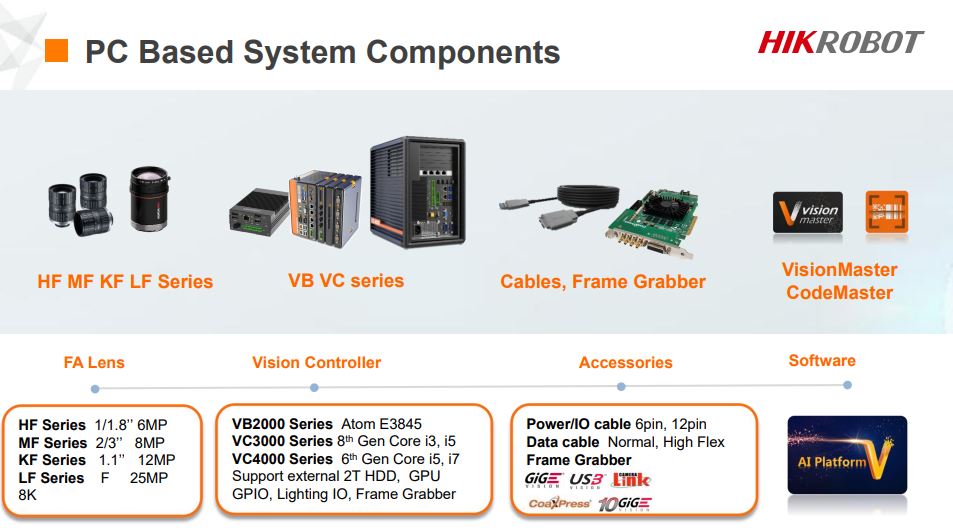 PC Based System Components
HIKROBOT
vision
master
HF MF KF LF Series
VB VC series
Cables, Frame Grabber
VisionMaster
CodeMaster
FA Lens
Vision Controller
Accessories
Software
HF Series 1/1.8’’ 6MP
MF Series 2/3’’ 8MP
KF Series 1.1’’ 12MP
LF Series F 25MP
8K
VB2000 Series Atom E3845
VC3000 Series 8th Gen Core i3, i5
VC4000 Series 6th Gen Core i5, i7
Support external 2T HDD, GPU
GPIO, Lighting IO, Frame Grabber
Power/IO cable 6pin, 12pin
Data cable Normal, High Flex
Frame Grabber
GIGE VISION USB3 VISION CAMERA Link
CoaXPress 10GIGE VISION
AI Platform V